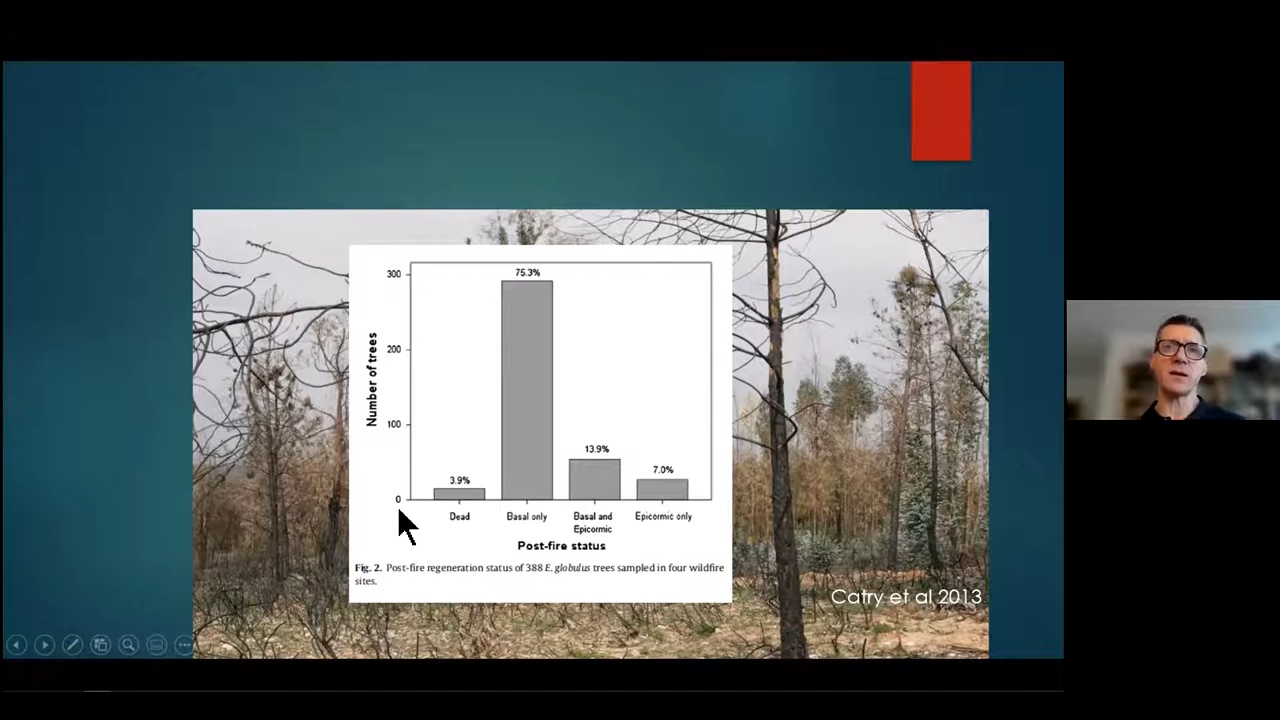 300
75.3%
200
Number of trees
100
13.9%
7.0%
3.9%
0
Dead
Basal only
Basal and
Epicormic
Epicormic only
Post-fire status
Fig. 2. Post-fire regeneration status of 388 E. globulus trees sampled in four wildfire
sites.
Catry et al 2013